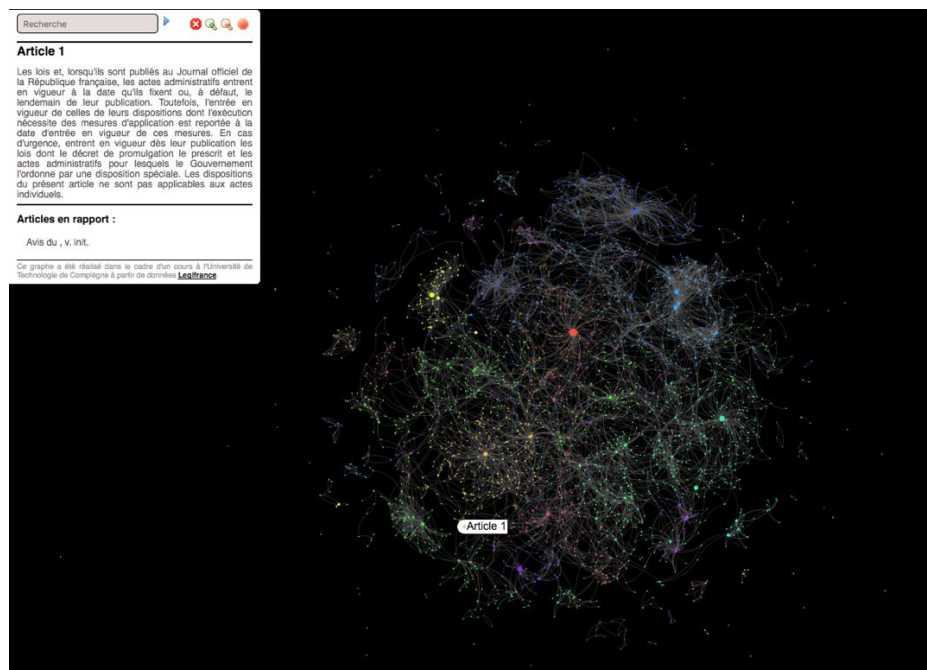 Recherche
Article 1
Les lois et, lorsqu'ils sont publiés au Journal officiel de
la République française, les actes administratifs entrent
en vigueur à la date qu'ils fixent ou, à défaut, le
lendemain de leur publication. Toutefois, l'entrée en
vigueur de celles de leurs dispositions dont l'exécution
nécessite des mesures d'application est reportée à la
date d'entrée en vigueur de ces mesures. En cas
d'urgence, entrent en vigueur dès leur publication les
lois dont le décret de promulgation le prescrit et les
actes administratifs pour lesquels le Gouvernement
l'ordonne par une disposition spéciale. Les dispositions
du présent article ne sont pas applicables aux actes
individuels.
Articles en rapport :
Avis du , v. init.
Ce graphe a été réalisé dans le cadre d'un cours à l'Université de
Technologie de Compiègne à partir de données Legifrance.
Article 1